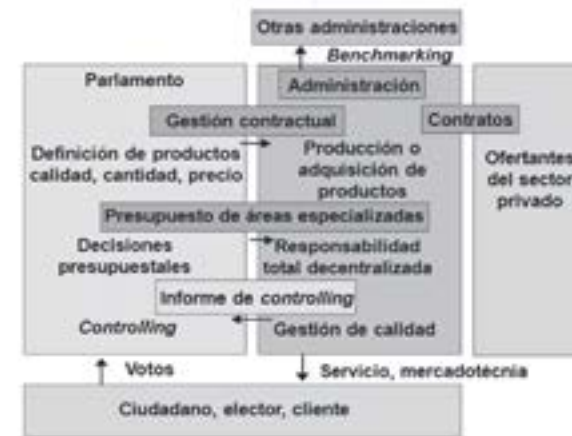 Otras administraciones
Benchmarking
Parlamento
Administración
Gestión contractual
Contratos
Definición de productos
calidad, cantidad, precio
Producción o
adquisición de
productos
Ofertantes
del sector
privado
Presupuesto de áreas especializadas
Decisiones
presupuestales
Responsabilidad
total decentralizada
Informe de controlling
Controlling
Gestión de calidad
Votos
Servicio, mercadotecnia
Ciudadano, elector, cliente